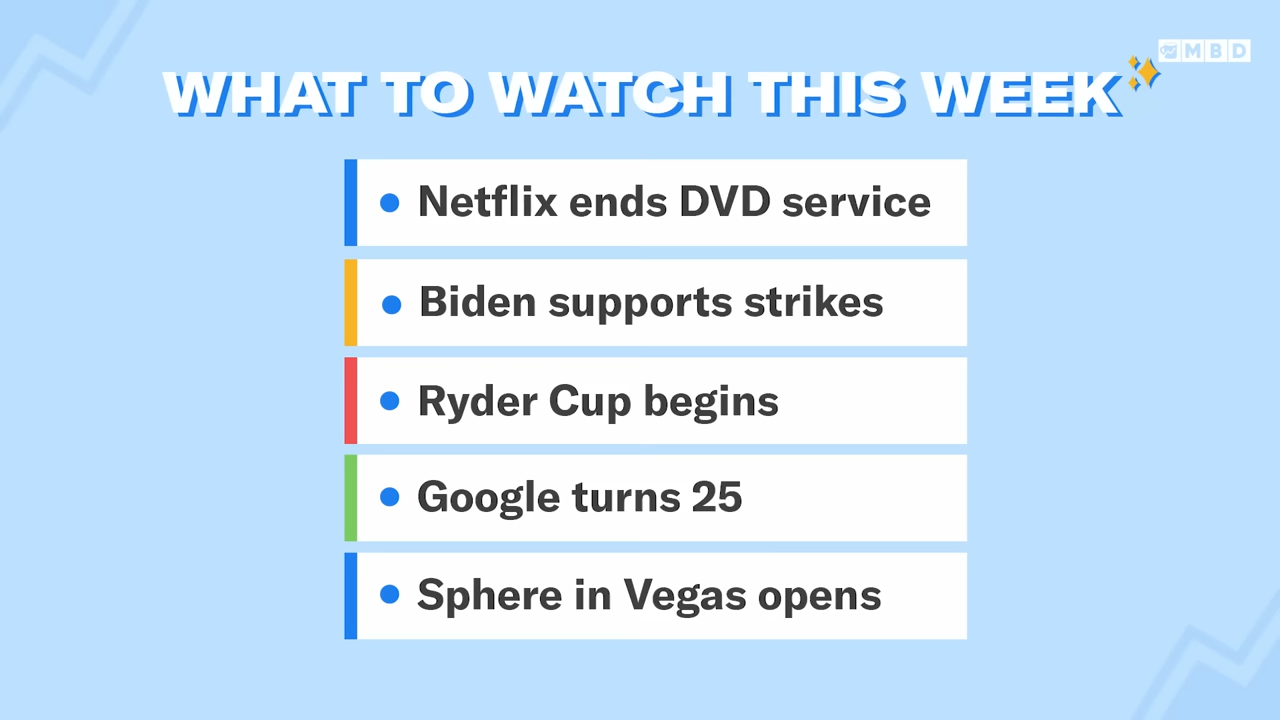 MBD
WHAT TO WATCH THIS WEEK
Netflix ends DVD service
Biden supports strikes
Ryder Cup begins
Google turns 25
Sphere in Vegas opens